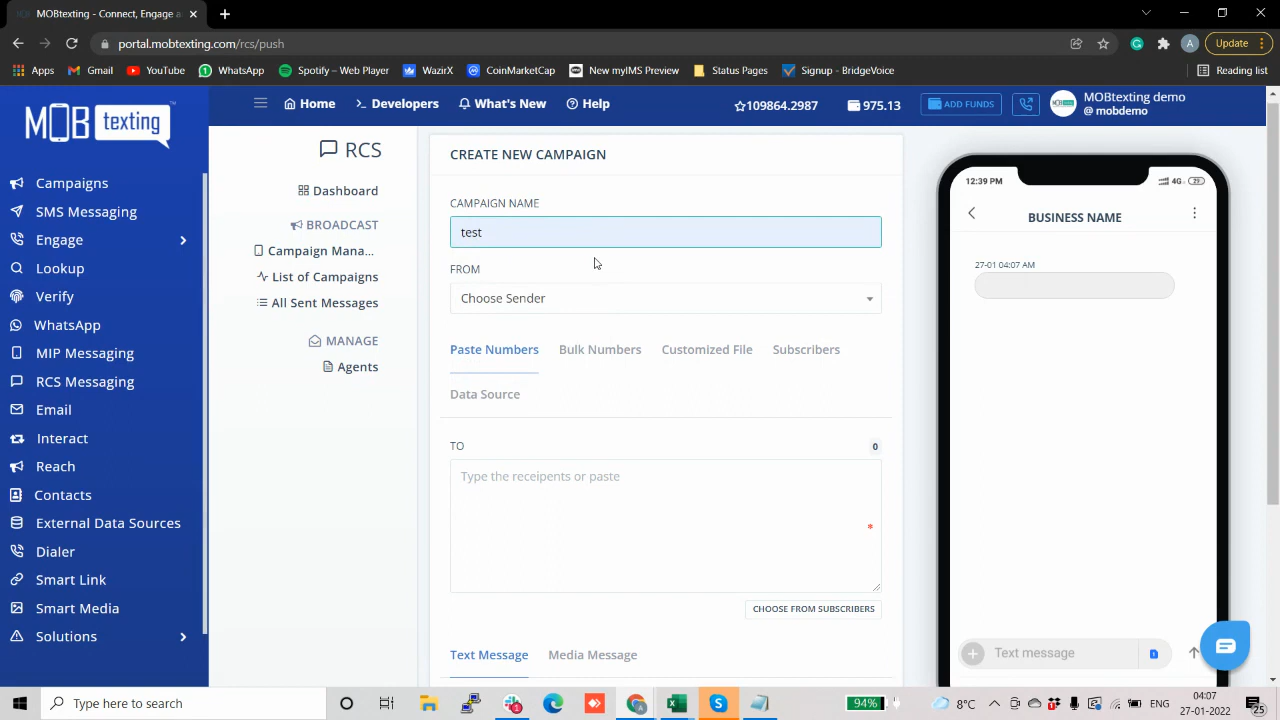 MOBtexting - Connect, Engage a
portal.mobtexting.com/rcs/push
A
Update
Apps
Gmail
YouTube
WhatsApp
Spotify – Web Player
WazirX
CoinMarketCap
New myIMS Preview
Status Pages
Signup - BridgeVoice
Reading list
MOB texting
Home
Developers
What's New
Help
109864.2987
975.13
ADD FUNDS
MOBtexting demo
@ mobdemo
Campaigns
SMS Messaging
Engage
Lookup
Verify
WhatsApp
MIP Messaging
RCS Messaging
Email
Interact
Reach
Contacts
External Data Sources
Dialer
Smart Link
Smart Media
Solutions
RCS
Dashboard
BROADCAST
Campaign Mana...
List of Campaigns
All Sent Messages
MANAGE
Agents
CREATE NEW CAMPAIGN
CAMPAIGN NAME
test
FROM
Choose Sender
Paste Numbers
Bulk Numbers
Customized File
Subscribers
Data Source
TO
0
Type the receipents or paste
*
CHOOSE FROM SUBSCRIBERS
Text Message
Media Message
12:39 PM
4G
29
BUSINESS NAME
27-01 04:07 AM
Text message
1
Type here to search
94%
8°C
ENG
04:07
27-01-2022
25